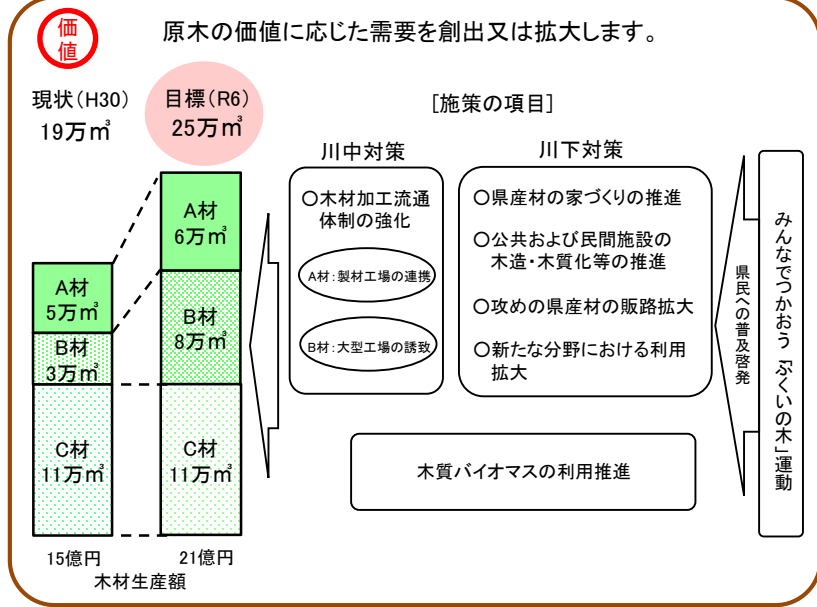 価
値
原木の価値に応じた需要を創出又は拡大します。
現状(H30)
19万㎥
目標(R6)
25万㎥
[施策の項目]
A材
5万㎥
B材
3万㎥
C材
11万㎥
15億円
A材
6万㎥
B材
8万㎥
C材
11万㎥
21億円
木材生産額
川中対策
○木材加工流通
体制の強化
A材:製材工場の連携
B材:大型工場の誘致
川下対策
○県産材の家づくりの推進
○公共および民間施設の
木造・木質化等の推進
○攻めの県産材の販路拡大
○新たな分野における利用
拡大
木質バイオマスの利用推進
県民への普及啓発
みんなでつかおう「ふくいの木」運動